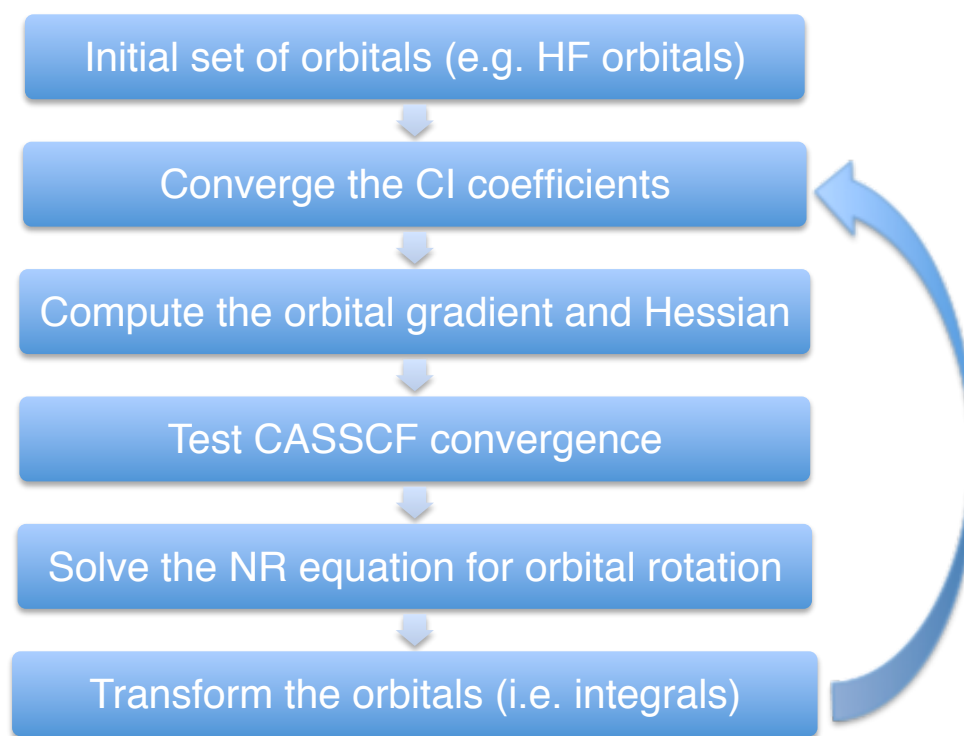 Initial set of orbitals (e.g. HF orbitals)
Converge the CI coefficients
Compute the orbital gradient and Hessian
Test CASSCF convergence
Solve the NR equation for orbital rotation
Transform the orbitals (i.e. integrals)